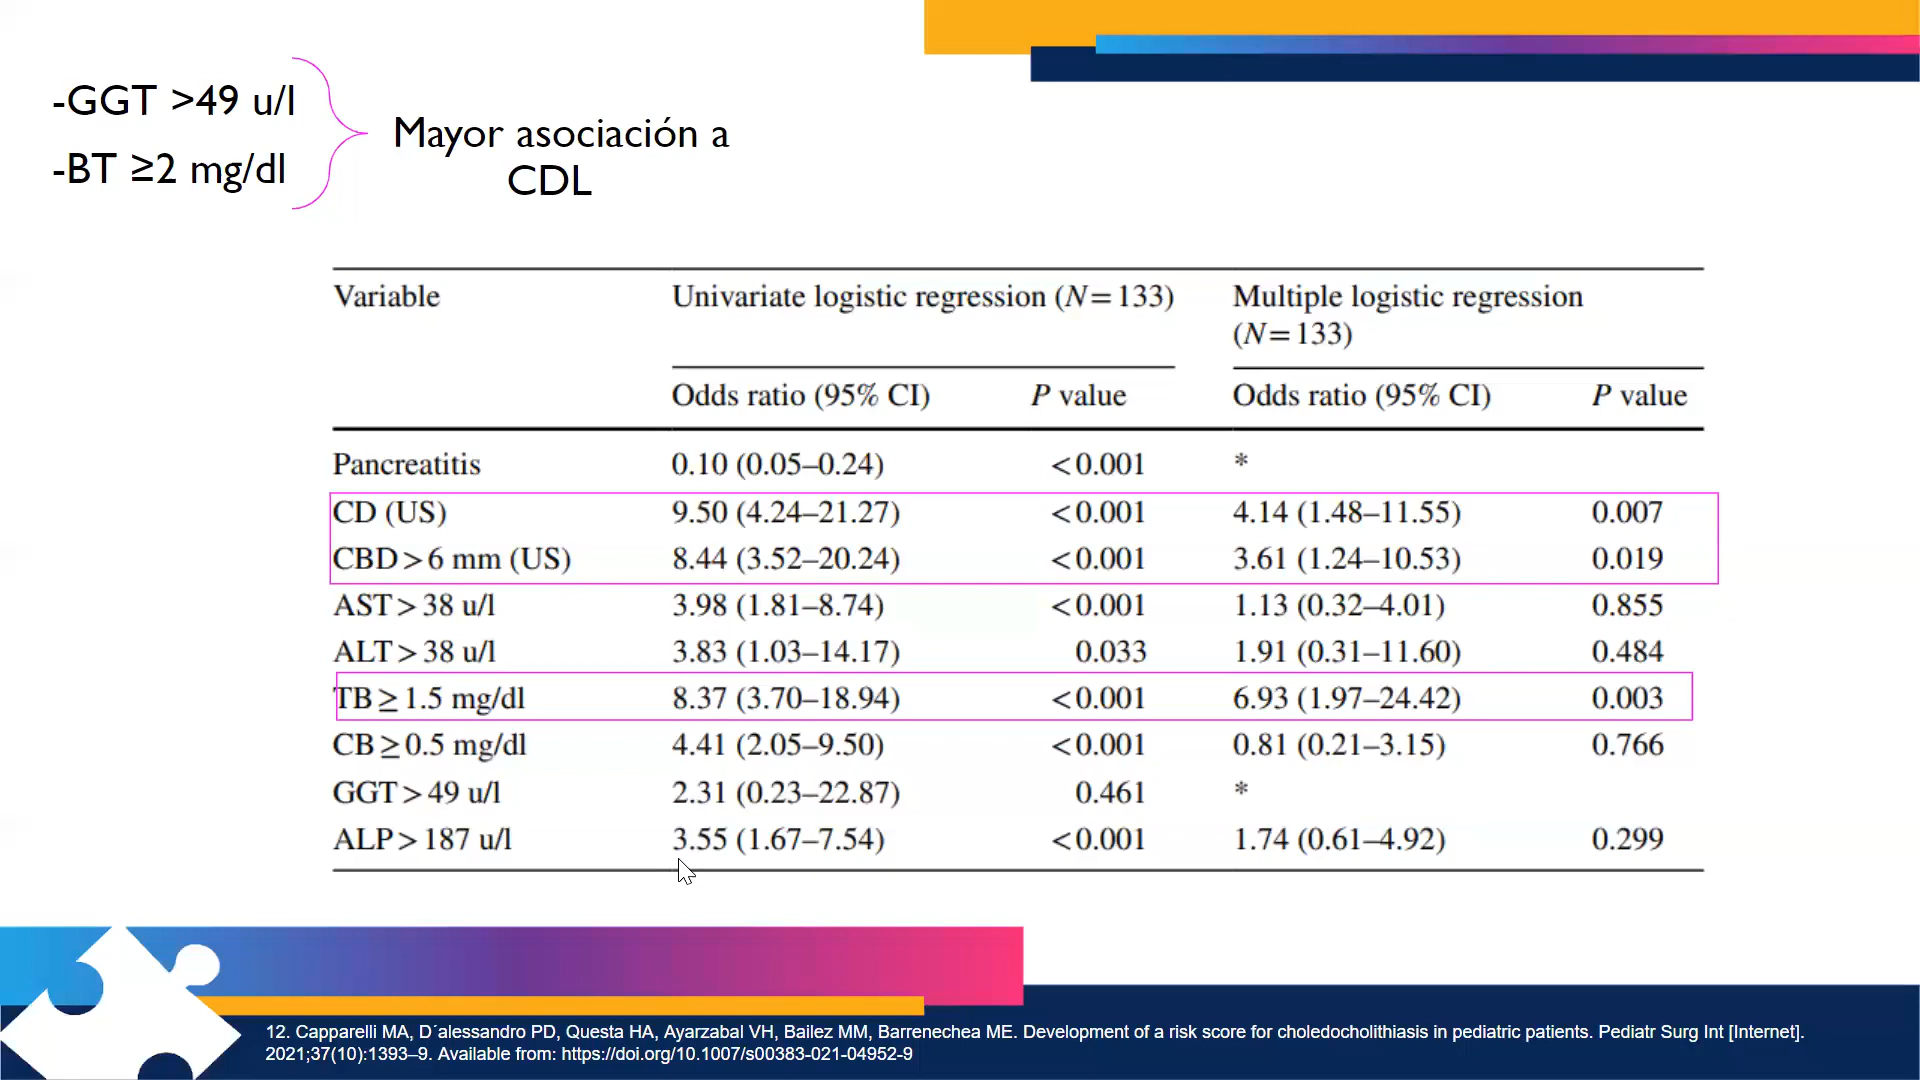 -GGT >49 u/l
-BT ≥2 mg/dl
Mayor asociación a
CDL
Variable Univariate logistic regression (N=133) Multiple logistic regression
(N=133)
Odds ratio (95% CI) P value Odds ratio (95% CI) P value
Pancreatitis 0.10 (0.05–0.24) <0.001 *
CD (US) 9.50 (4.24–21.27) <0.001 4.14 (1.48–11.55) 0.007
CBD>6 mm (US) 8.44 (3.52–20.24) <0.001 3.61 (1.24–10.53) 0.019
AST>38 u/l 3.98 (1.81–8.74) <0.001 1.13 (0.32–4.01) 0.855
ALT>38 u/l 3.83 (1.03–14.17) 0.033 1.91 (0.31–11.60) 0.484
TB≥1.5 mg/dl 8.37 (3.70–18.94) <0.001 6.93 (1.97–24.42) 0.003
CB≥0.5 mg/dl 4.41 (2.05–9.50) <0.001 0.81 (0.21–3.15) 0.766
GGT>49 u/l 2.31 (0.23–22.87) 0.461 *
ALP>187 u/l 3.55 (1.67–7.54) <0.001 1.74 (0.61–4.92) 0.299
12. Capparelli MA, D´alessandro PD, Questa HA, Ayarzabal VH, Bailez MM, Barrenechea ME. Development of a risk score for choledocholithiasis in pediatric patients. Pediatr Surg Int [Internet].
2021;37(10):1393–9. Available from: https://doi.org/10.1007/s00383-021-04952-9